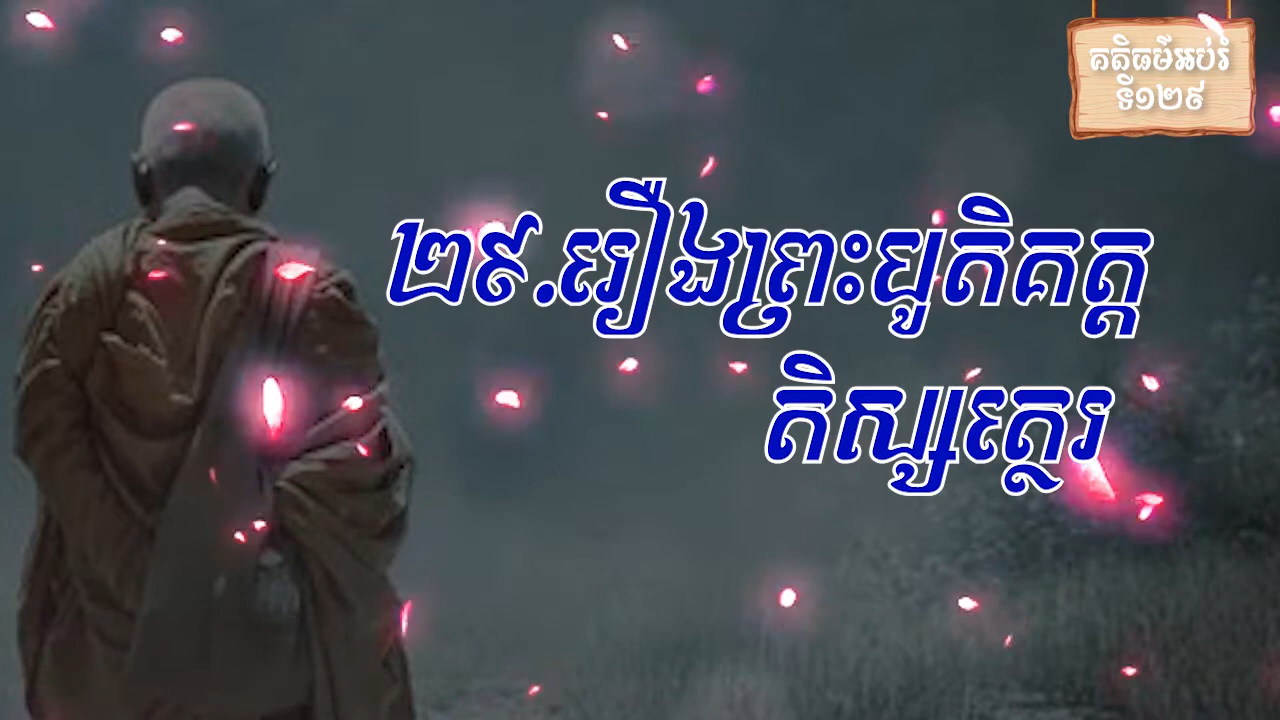 គតិធម៌អប់រំ
ទី១២៩
២៩.រឿងព្រះបូតិគត្ត
តិស្សត្ថេរ